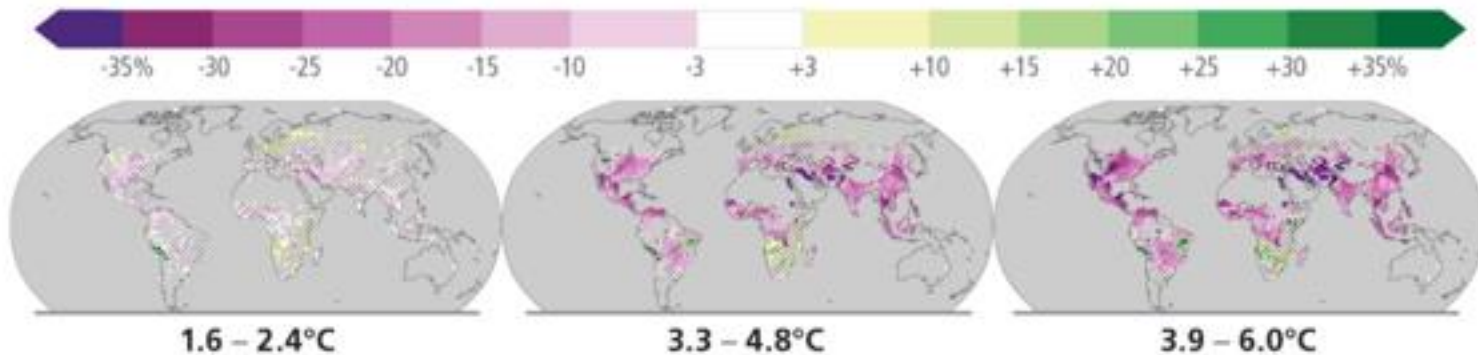 -35% -30 -25 -20 -15 -10 -3 +3 +10 +15 +20 +25 +30 +35%
1.6 – 2.4°C 3.3 – 4.8°C 3.9 – 6.0°C